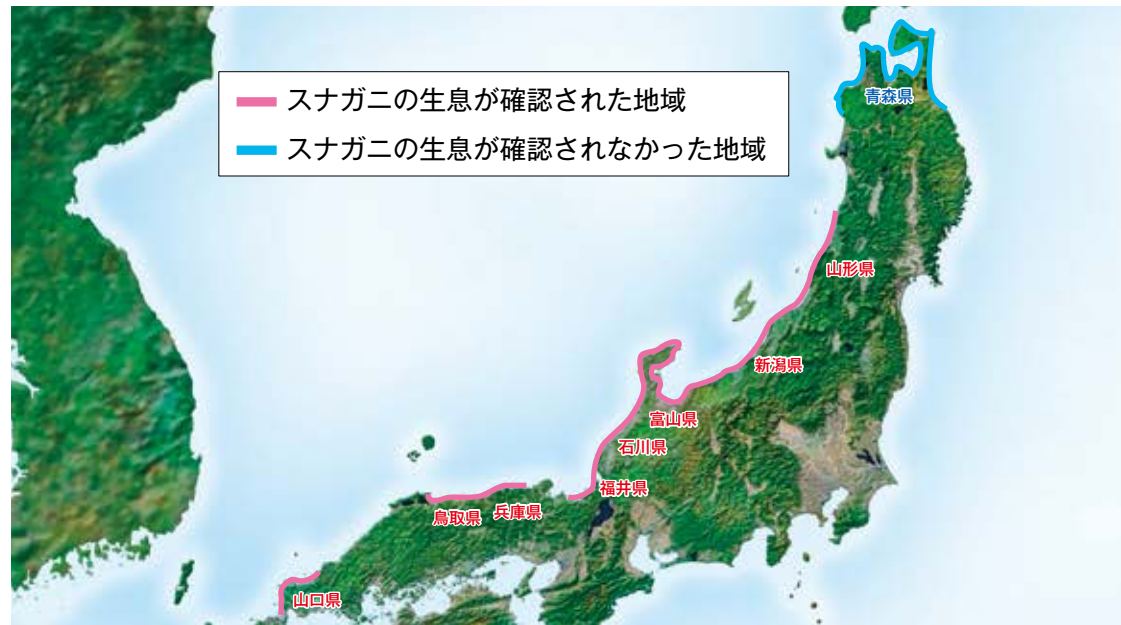 スナガニの生息が確認された地域
スナガニの生息が確認されなかった地域
青森県
山形県
新潟県
富山県
石川県
福井県
兵庫県
鳥取県
山口県